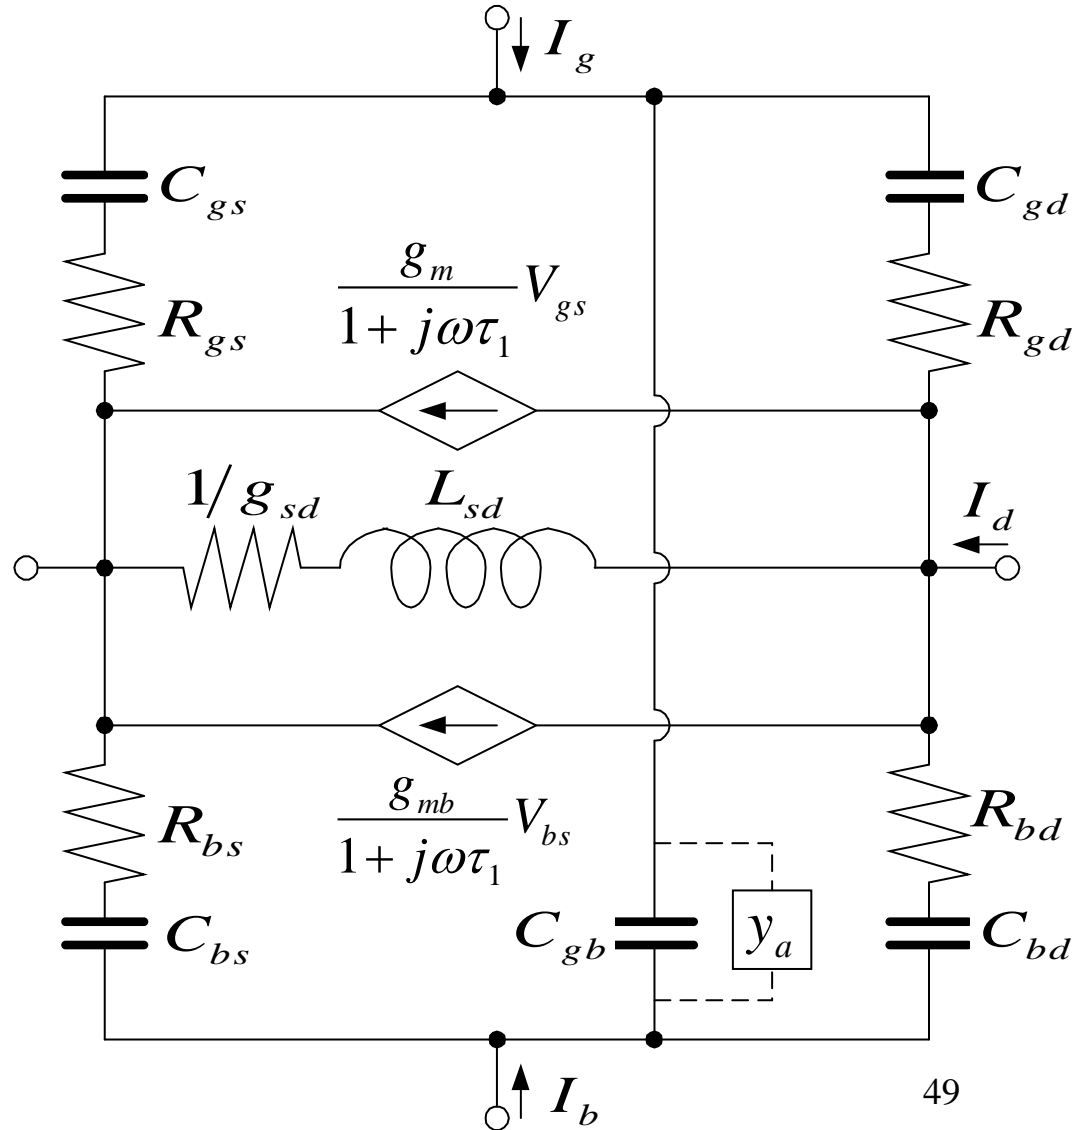 I_g
C_gs
C_gd
g_m / (1 + jωτ_1) V_gs
R_gs
R_gd
1/g_sd
L_sd
I_d
R_bs
g_mb / (1 + jωτ_1) V_bs
R_bd
C_bs
C_gb
y_a
C_bd
I_b
49